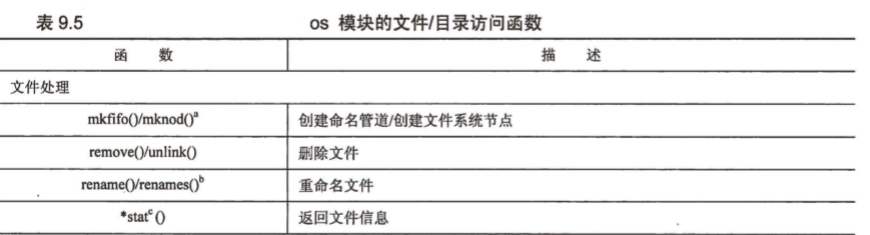 表 9.5 os 模块的文件/目录访问函数
函 数 描 述
文件处理
mkfifo()/mknod()a 创建命名管道/创建文件系统节点
remove()/unlink() 删除文件
rename()/renames()b 重命名文件
*statc () 返回文件信息